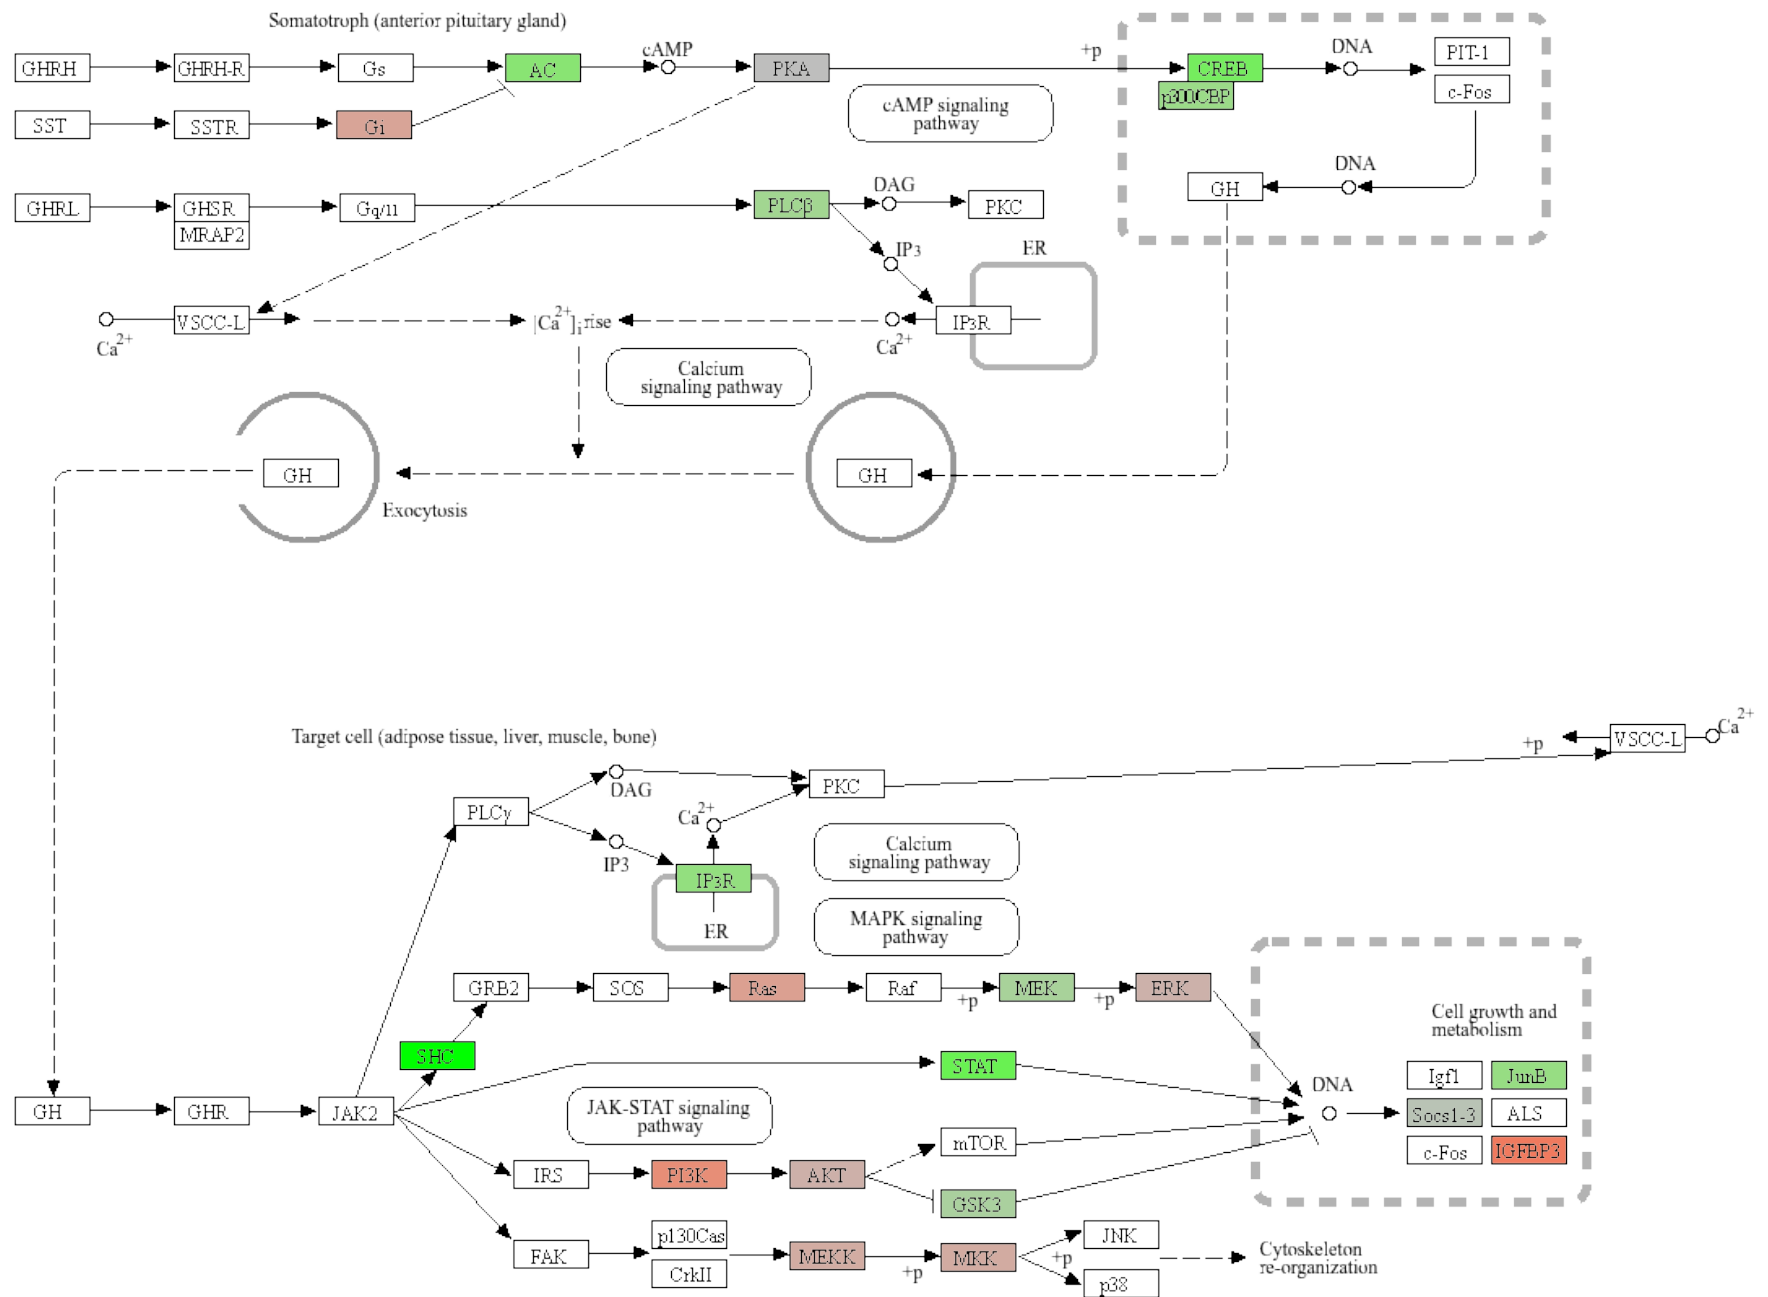 Somatotroph (anterior pituitary gland)
GHRH
GHRH-R
Gs
AC
cAMP
PKA
+p
CREB
p300/CBP
DNA
PIT-1
c-Fos
SST
SSTR
Gi
cAMP signaling
pathway
GHRL
GHSR
MRAP2
Gq/11
PLCβ
DAG
PKC
GH
DNA
IP3
ER
Ca2+
VSCC-L
[Ca2+]i rise
Ca2+
IP3R
Calcium
signaling pathway
GH
Exocytosis
GH
Target cell (adipose tissue, liver, muscle, bone)
PLCγ
DAG
IP3
Ca2+
PKC
+p
VSCC-L
Ca2+
IP3R
ER
Calcium
signaling pathway
MAPK signaling
pathway
GRB2
SOS
Ras
Raf
+p
MEK
+p
ERK
SHC
STAT
GH
GHR
JAK2
JAK-STAT signaling
pathway
IRS
PI3K
AKT
mTOR
GSK3
FAK
p130Cas
CrkII
MEKK
+p
MKK
+p
JNK
p38
Cytoskeleton
re-organization
DNA
Cell growth and
metabolism
Igf1
JunB
Socs1-3
ALS
c-Fos
IGFBP3